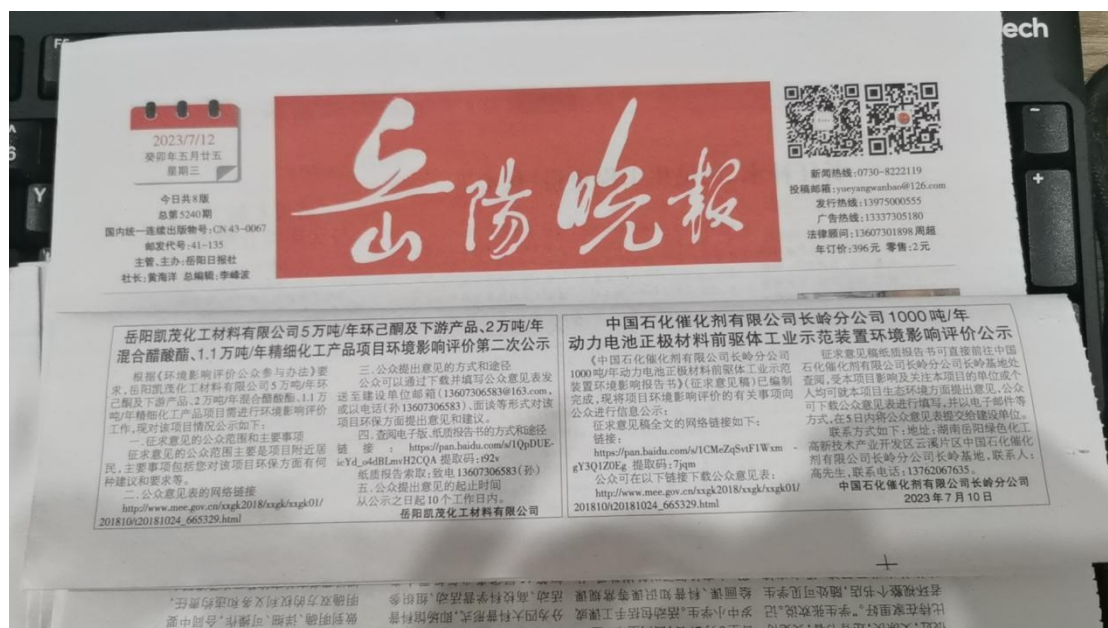 ech
2023/7/12
癸卯年五月廿五
星期三
今日共8版
总第5240期
国内统一连续出版物号:CN 43-0067
邮发代号:41-135
主管、主办:岳阳日报社
社长:黄海洋 总编辑:李峰波
岳陽晚報
新闻热线:0730-8222119
投稿邮箱:yueyangwanbao@126.com
发行热线:13975000555
广告热线:13337305180
法律顾问:13607301898 周超
年订价:396元 零售:2元
岳阳凯茂化工材料有限公司5万吨/年环己酮及下游产品、2万吨/年
混合醋酸酯、1.1万吨/年精细化工产品项目环境影响评价第二次公示
根据《环境影响评价公众参与办法》要
求,岳阳凯茂化工材料有限公司5万吨/年环
己酮及下游产品、2万吨/年混合醋酸酯、1.1万
吨/年精细化工产品项目需进行环境影响评价
工作,现对该项目情况公示如下:
一、征求意见的公众范围和主要事项
征求意见的公众范围主要是项目附近居
民,主要事项包括您对该项目环保方面有何
种建议和要求等。
二、公众意见表的网络链接
http://www.mee.gov.cn/xxgk2018/xxgk/xxgk01/
201810/t20181024_665329.html
三、公众提出意见的方式和途径
公众可以通过下载并填写公众意见表发
送至建设单位邮箱(13607306583@163.com,
或以电话(孙13607306583)、面谈等形式对该
项目环保方面提出意见和建议。
四、查阅电子版、纸质报告书的方式和途径
链接:https://pan.baidu.com/s/1QpDUE-
icYd_o4dBLmvH2CQA 提取码:t92v
纸质报告索取:致电13607306583(孙)
五、公众提出意见的起止时间
从公示之日起10个工作日内。
岳阳凯茂化工材料有限公司
中国石化催化剂有限公司长岭分公司1000吨/年
动力电池正极材料前驱体工业示范装置环境影响评价公示
《中国石化催化剂有限公司长岭分公司
1000吨/年动力电池正极材料前驱体工业示范
装置环境影响报告书》(征求意见稿)已编制
完成,现将项目环境影响评价的有关事项向
公众进行信息公示:
征求意见稿全文的网络链接如下:
链接:
https://pan.baidu.com/s/1CMeZqSvtF1Wxm-
gY3Q1Z0Eg 提取码:7jqm
公众可在以下链接下载公众意见表:
http://www.mee.gov.cn/xxgk2018/xxgk/xxgk01/
201810/t20181024_665329.html
征求意见稿纸质报告书可直接前往中国
石化催化剂有限公司长岭分公司长岭基地处
查阅,受本项目影响及关注本项目的单位或个
人均可就本项目生态环境方面提出意见,公众
可下载公众意见表进行填写,并以电子邮件等
方式,在5日内将公众意见表提交给建设单位。
联系方式如下:地址:湖南岳阳绿色化工
高新技术产业开发区云溪片区中国石化催化
剂有限公司长岭分公司长岭基地,联系人:
高先生,联系电话:13762067635。
中国石化催化剂有限公司长岭分公司
2023年7月10日